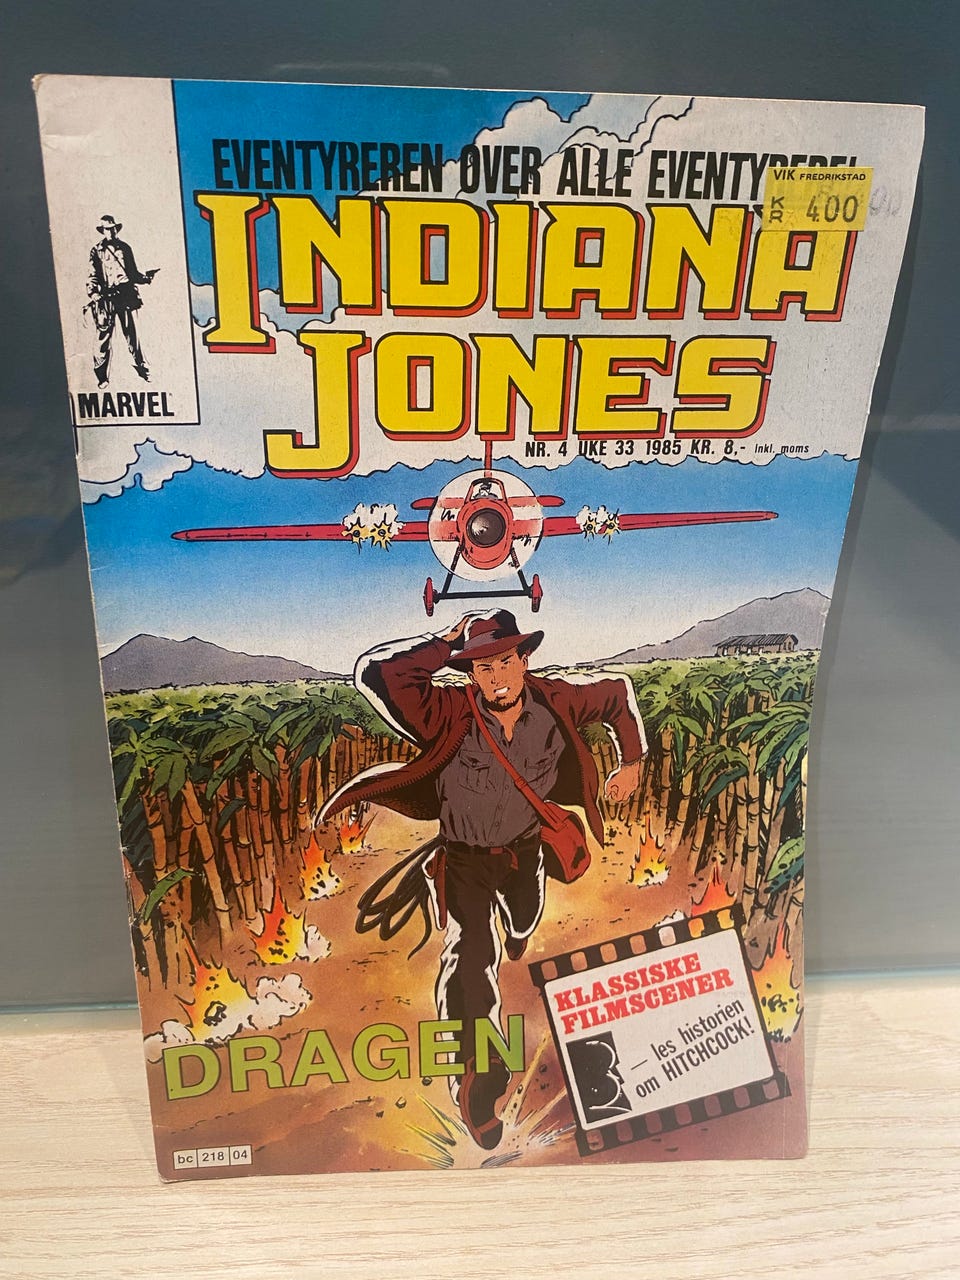 EVENTYREREN OVER ALLE
VIK FREDRIKSTAD
KR 400
INDIANA
JONES
MARVEL
NR. 4 UKE 33 1985 KR. 8,- inkl. moms
KLASSISKE
FILMSCENER
– les historien
om HITCHCOCK!
DRAGEN
bc 218 04